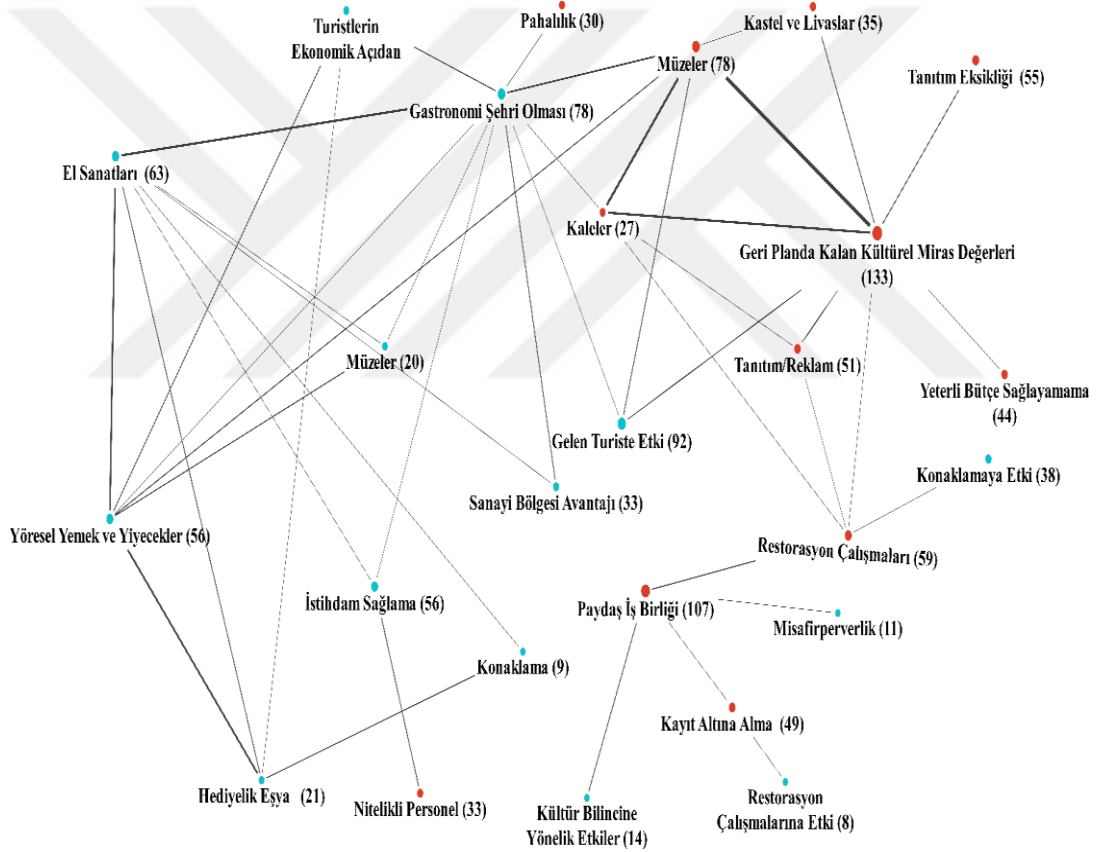 Turistlerin
Ekonomik Açıdan
Pahalılık (30)
Kastel ve Livaslar (35)
Müzeler (78)
Tanıtım Eksikliği (55)
Gastronomi Şehri Olması (78)
El Sanatları (63)
Kaleler (27)
Geri Planda Kalan Kültürel Miras Değerleri
(133)
Müzeler (20)
Tanıtım/Reklam (51)
Yeterli Bütçe Sağlayamama
(44)
Gelen Turiste Etki (92)
Konaklamaya Etki (38)
Sanayi Bölgesi Avantajı (33)
Yöresel Yemek ve Yiyecekler (56)
Restorasyon Çalışmaları (59)
İstihdam Sağlama (56)
Paydaş İş Birliği (107)
Misafirperverlik (11)
Konaklama (9)
Kayıt Altına Alma (49)
Hediyelik Eşya (21)
Nitelikli Personel (33)
Kültür Bilincine
Yönelik Etkiler (14)
Restorasyon
Çalışmalarına Etki (8)